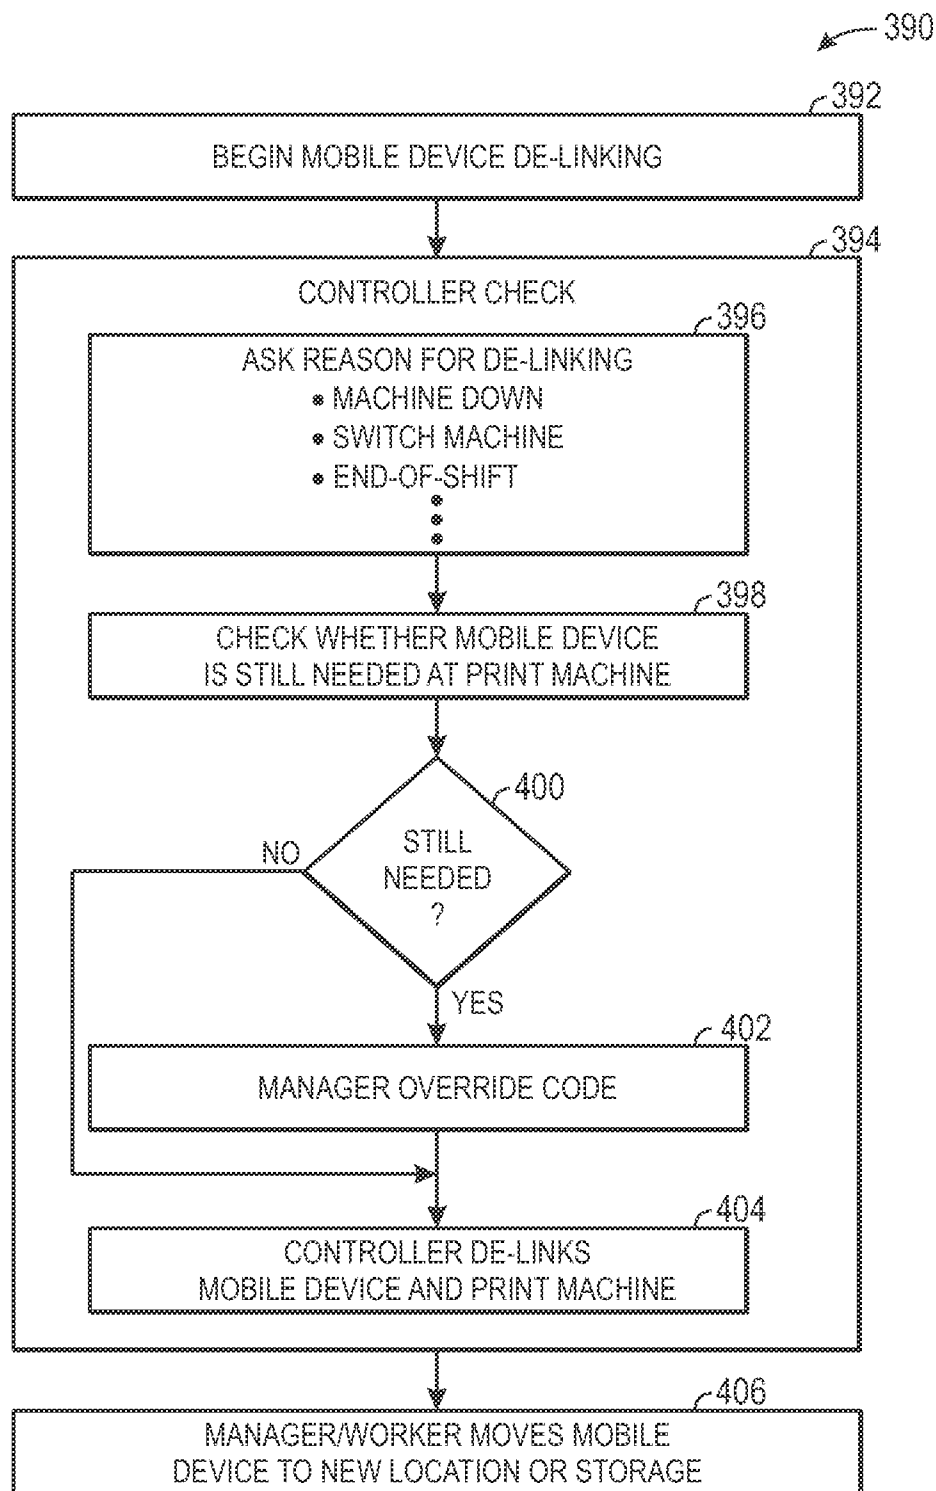 390
392
BEGIN MOBILE DEVICE DE-LINKING
394
CONTROLLER CHECK
396
ASK REASON FOR DE-LINKING
• MACHINE DOWN
• SWITCH MACHINE
• END-OF-SHIFT
398
CHECK WHETHER MOBILE DEVICE
IS STILL NEEDED AT PRINT MACHINE
400
STILL
NEEDED
?
NO
YES
402
MANAGER OVERRIDE CODE
404
CONTROLLER DE-LINKS
MOBILE DEVICE AND PRINT MACHINE
406
MANAGER/WORKER MOVES MOBILE
DEVICE TO NEW LOCATION OR STORAGE